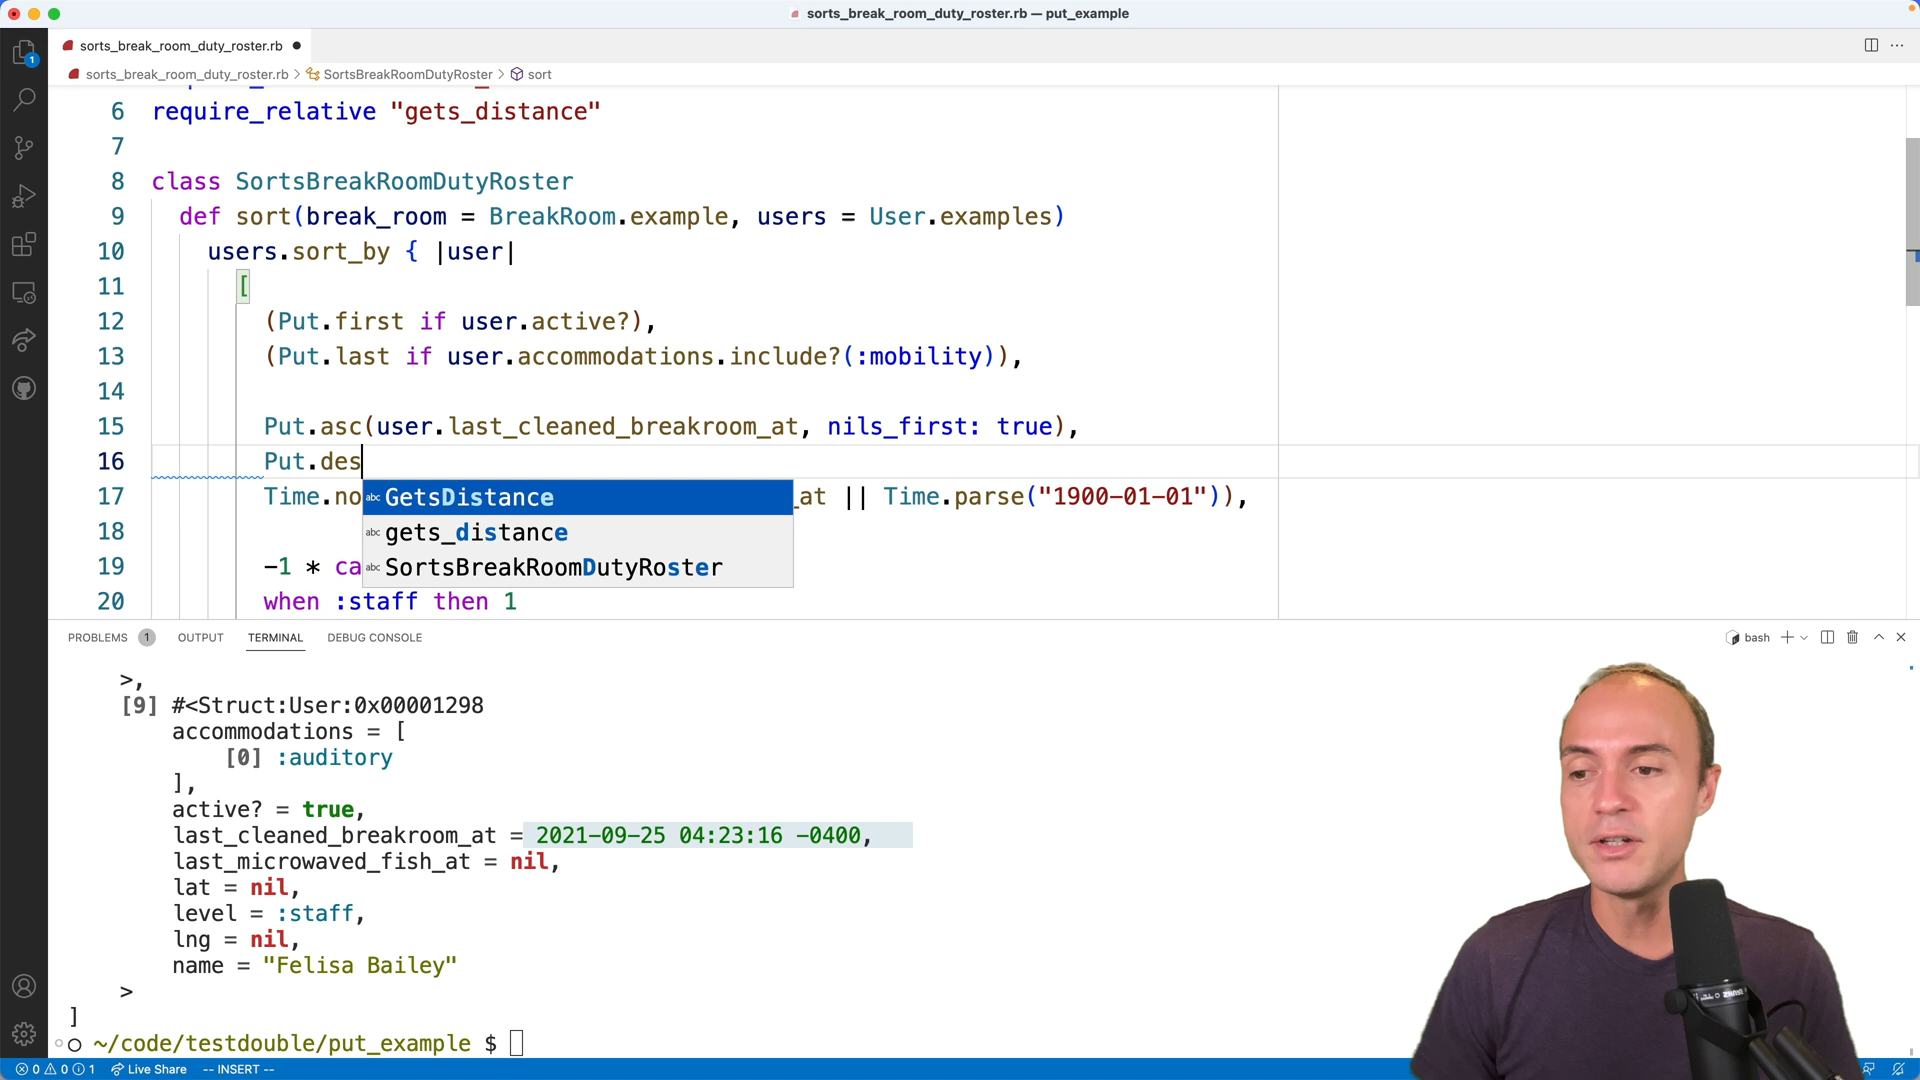 sorts_break_room_duty_roster.rb — put_example
sorts_break_room_duty_roster.rb
sorts_break_room_duty_roster.rb > SortsBreakRoomDutyRoster > sort
6 require_relative "gets_distance"
7
8 class SortsBreakRoomDutyRoster
9 def sort(break_room = BreakRoom.example, users = User.examples)
10 users.sort_by { |user|
11 [
12 (Put.first if user.active?),
13 (Put.last if user.accommodations.include?(:mobility)),
14
15 Put.asc(user.last_cleaned_breakroom_at, nils_first: true),
16 Put.des
17 Time.no _at || Time.parse("1900-01-01")),
abc GetsDistance
abc gets_distance
abc SortsBreakRoomDutyRoster
18
19 -1 * ca
20 when :staff then 1
PROBLEMS 1 OUTPUT TERMINAL DEBUG CONSOLE
bash
>,
[9] #<Struct:User:0x00001298
accommodations = [
[0] :auditory
],
active? = true,
last_cleaned_breakroom_at = 2021-09-25 04:23:16 -0400,
last_microwaved_fish_at = nil,
lat = nil,
level = :staff,
lng = nil,
name = "Felisa Bailey"
>
]
~/code/testdouble/put_example $
0 0 1 Live Share -- INSERT --